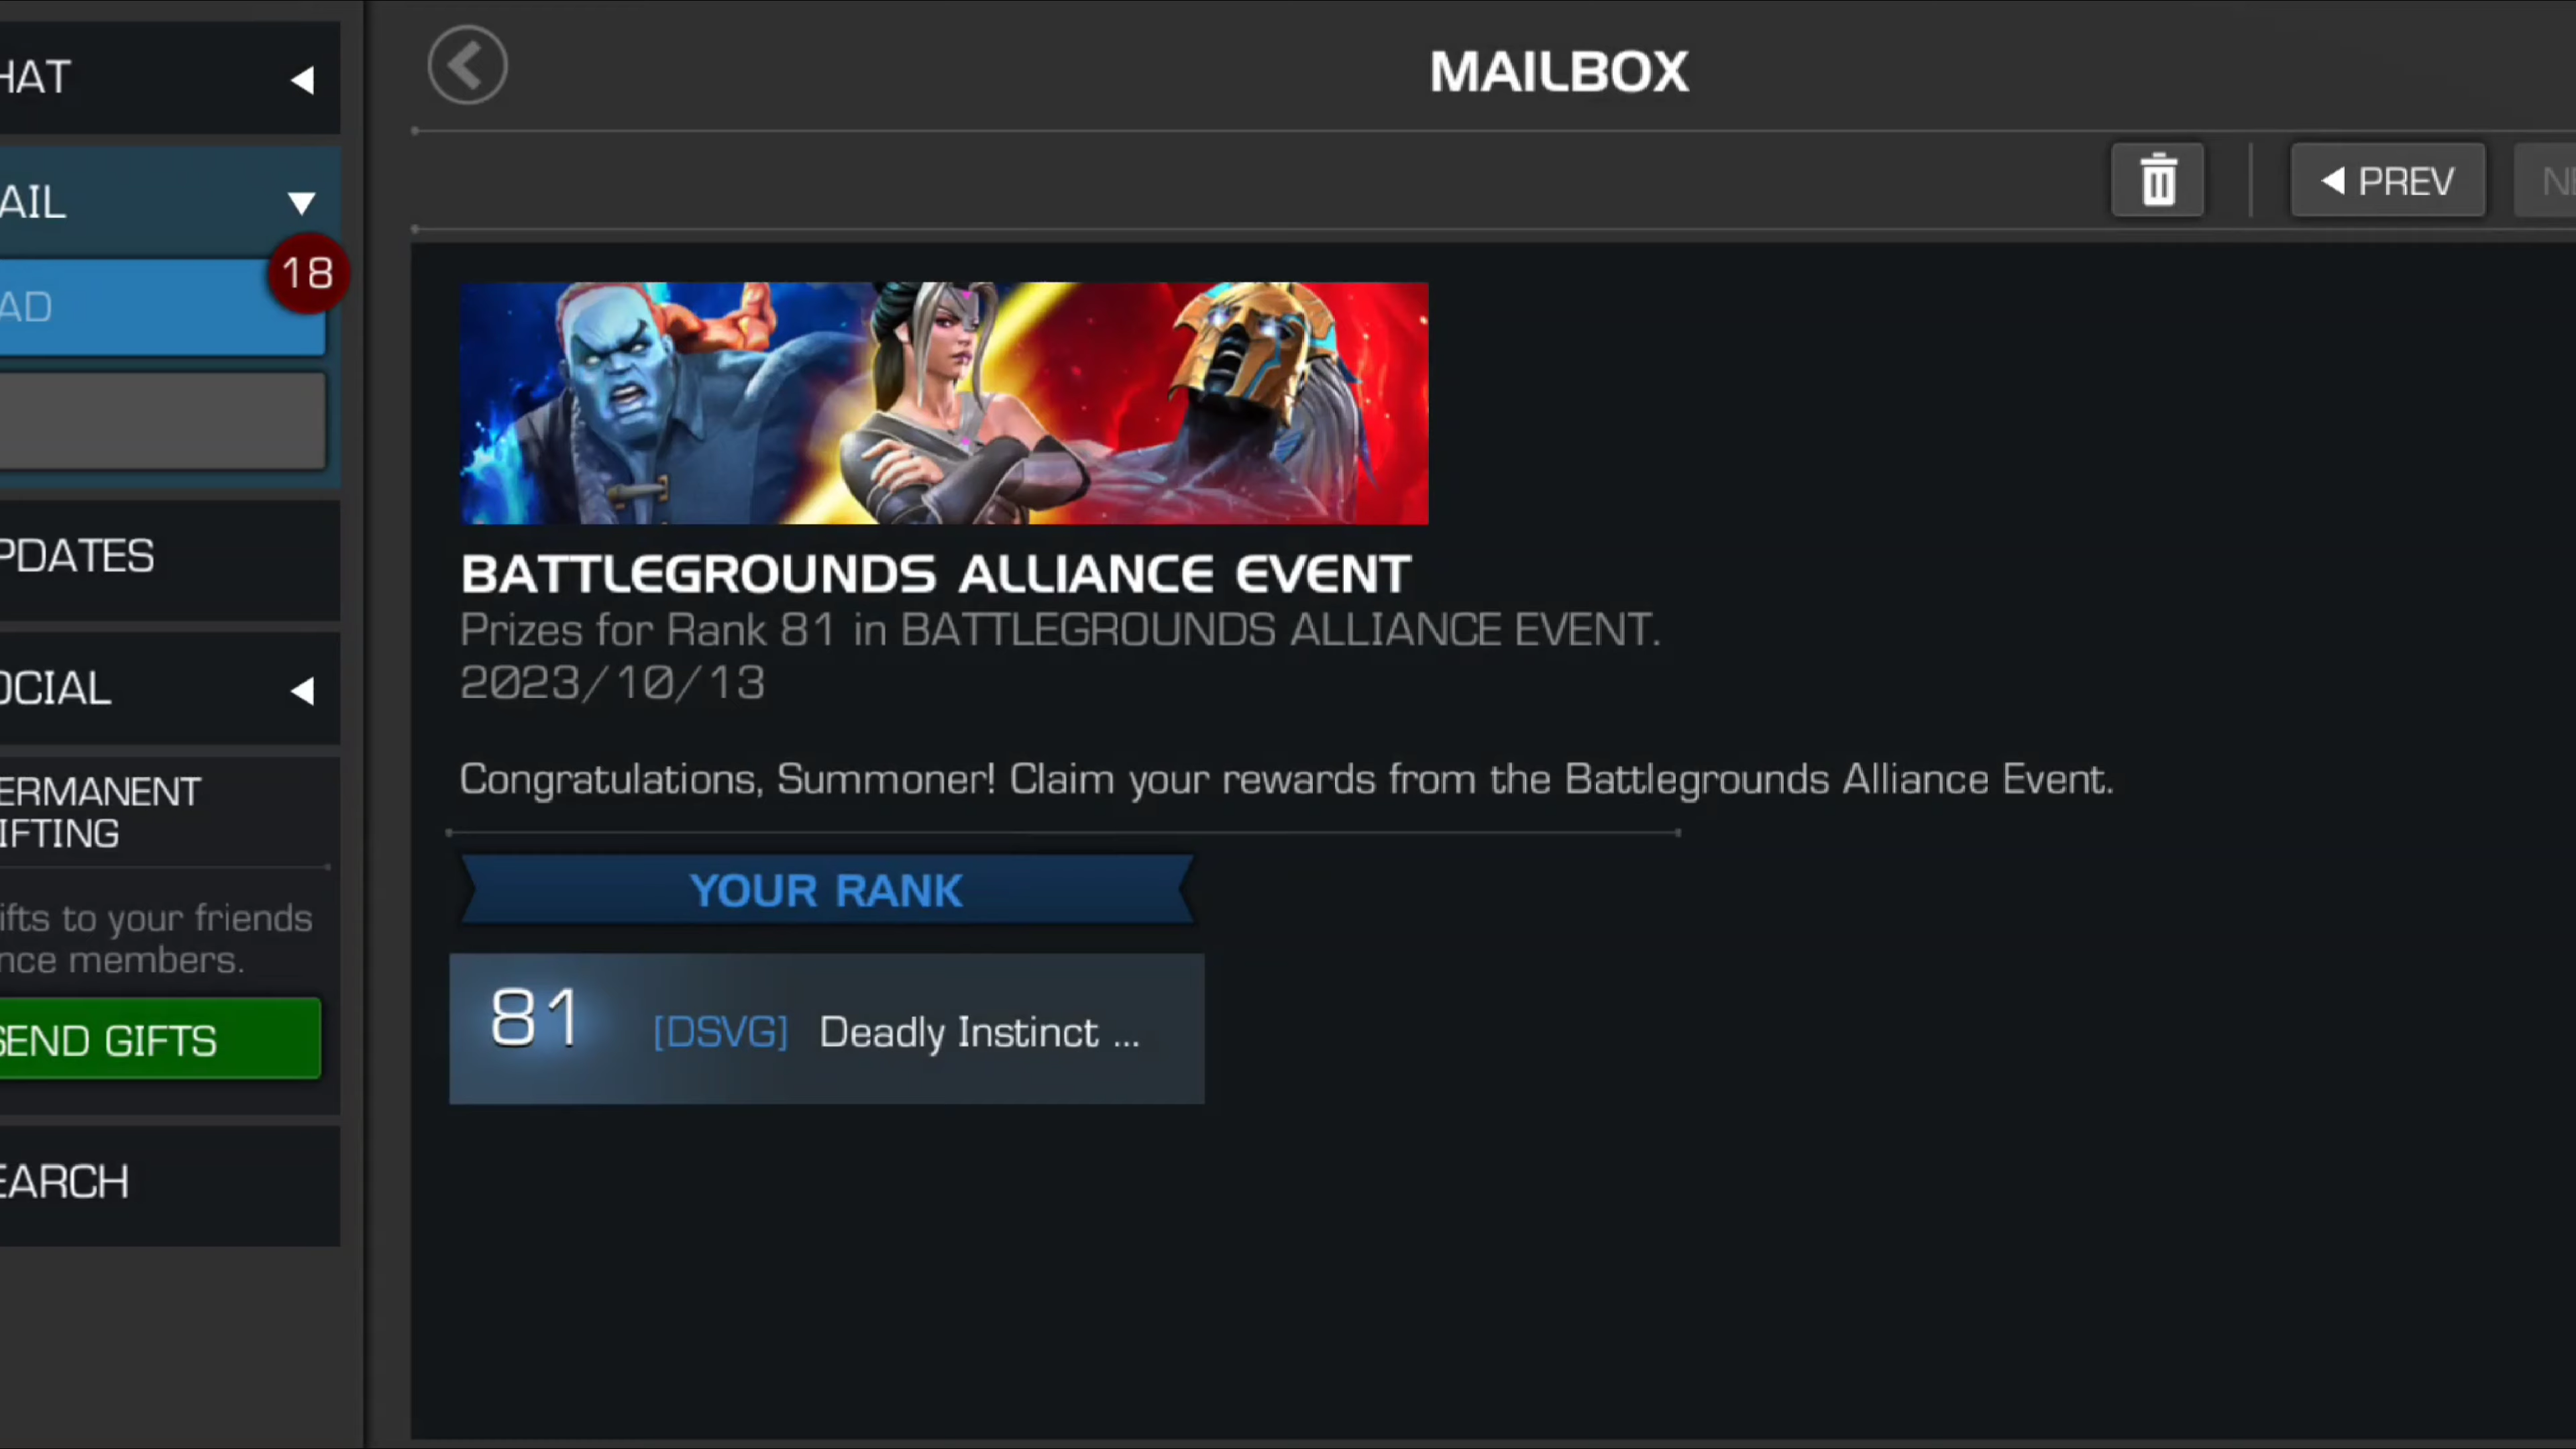 HAT
AIL
18
AD
PDATES
OCIAL
ERMANENT
IFTING
ifts to your friends
nce members.
SEND GIFTS
EARCH
MAILBOX
PREV
NE
BATTLEGROUNDS ALLIANCE EVENT
Prizes for Rank 81 in BATTLEGROUNDS ALLIANCE EVENT.
2023/10/13
Congratulations, Summoner! Claim your rewards from the Battlegrounds Alliance Event.
YOUR RANK
81 [DSVG] Deadly Instinct ...